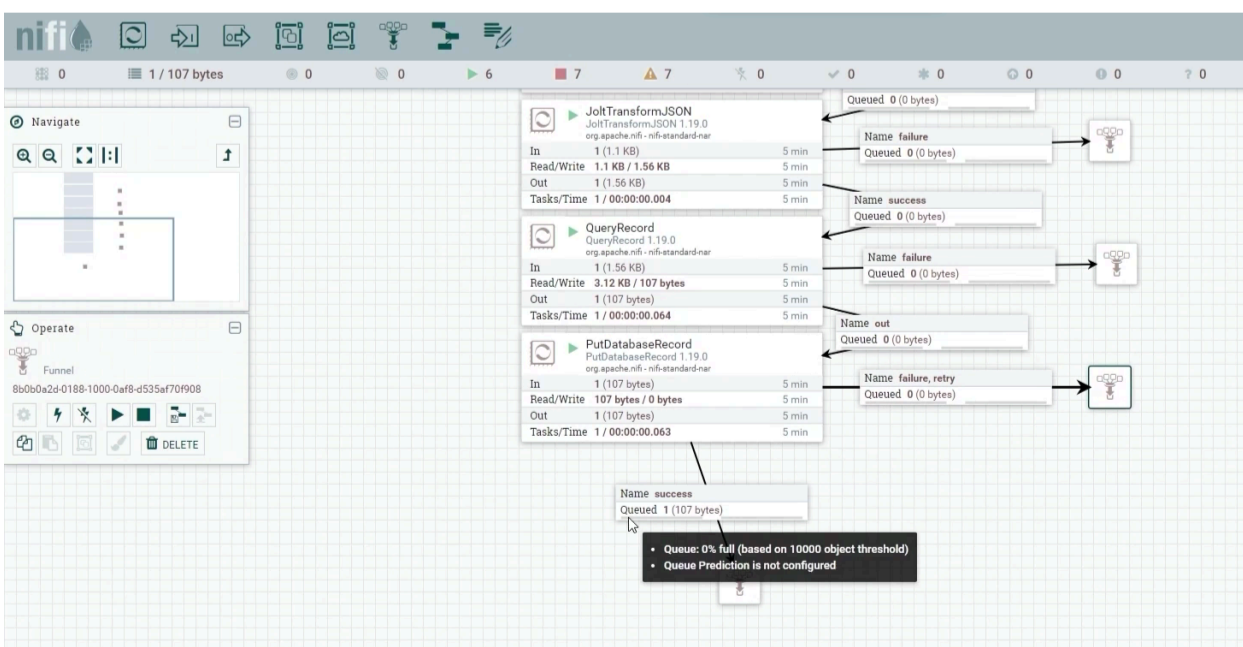 nifi
0
1 / 107 bytes
0
0
6
7
7
0
0
0
0
0
0
Navigate
Operate
Funnel
8b0b0a2d-0188-1000-0af8-d535af70f908
DELETE
Queued 0 (0 bytes)
JoltTransformJSON
JoltTransformJSON 1.19.0
org.apache.nifi - nifi-standard-nar
In 1 (1.1 KB) 5 min
Read/Write 1.1 KB / 1.56 KB 5 min
Out 1 (1.56 KB) 5 min
Tasks/Time 1 / 00:00:00.004 5 min
Name failure
Queued 0 (0 bytes)
Name success
Queued 0 (0 bytes)
QueryRecord
QueryRecord 1.19.0
org.apache.nifi - nifi-standard-nar
In 1 (1.56 KB) 5 min
Read/Write 3.12 KB / 107 bytes 5 min
Out 1 (107 bytes) 5 min
Tasks/Time 1 / 00:00:00.064 5 min
Name failure
Queued 0 (0 bytes)
Name out
Queued 0 (0 bytes)
PutDatabaseRecord
PutDatabaseRecord 1.19.0
org.apache.nifi - nifi-standard-nar
In 1 (107 bytes) 5 min
Read/Write 107 bytes / 0 bytes 5 min
Out 1 (107 bytes) 5 min
Tasks/Time 1 / 00:00:00.063 5 min
Name failure, retry
Queued 0 (0 bytes)
Name success
Queued 1 (107 bytes)
• Queue: 0% full (based on 10000 object threshold)
• Queue Prediction is not configured